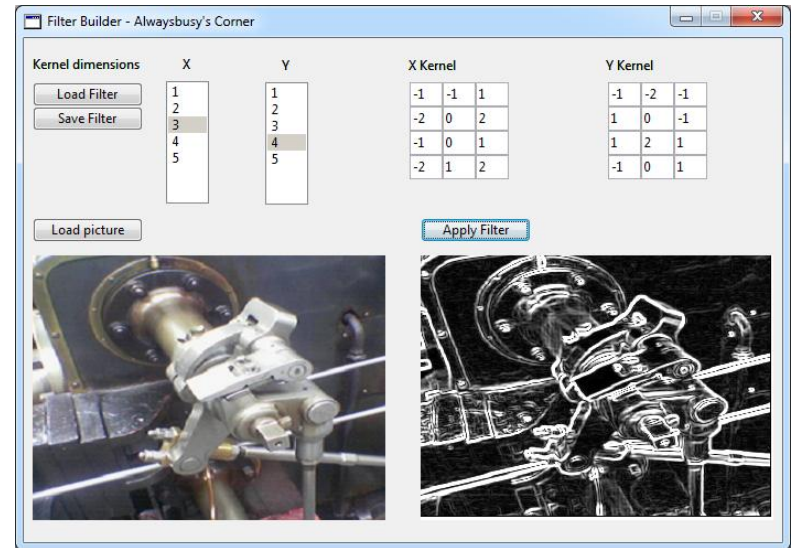 Filter Builder - Alwaysbusy's Corner
Kernel dimensions X Y X Kernel Y Kernel
Load Filter
Save Filter
1
2
3
4
5
1
2
3
4
5
-1 -1 1
-2 0 2
-1 0 1
-2 1 2
-1 -2 -1
1 0 -1
1 2 1
-1 0 1
Load picture Apply Filter